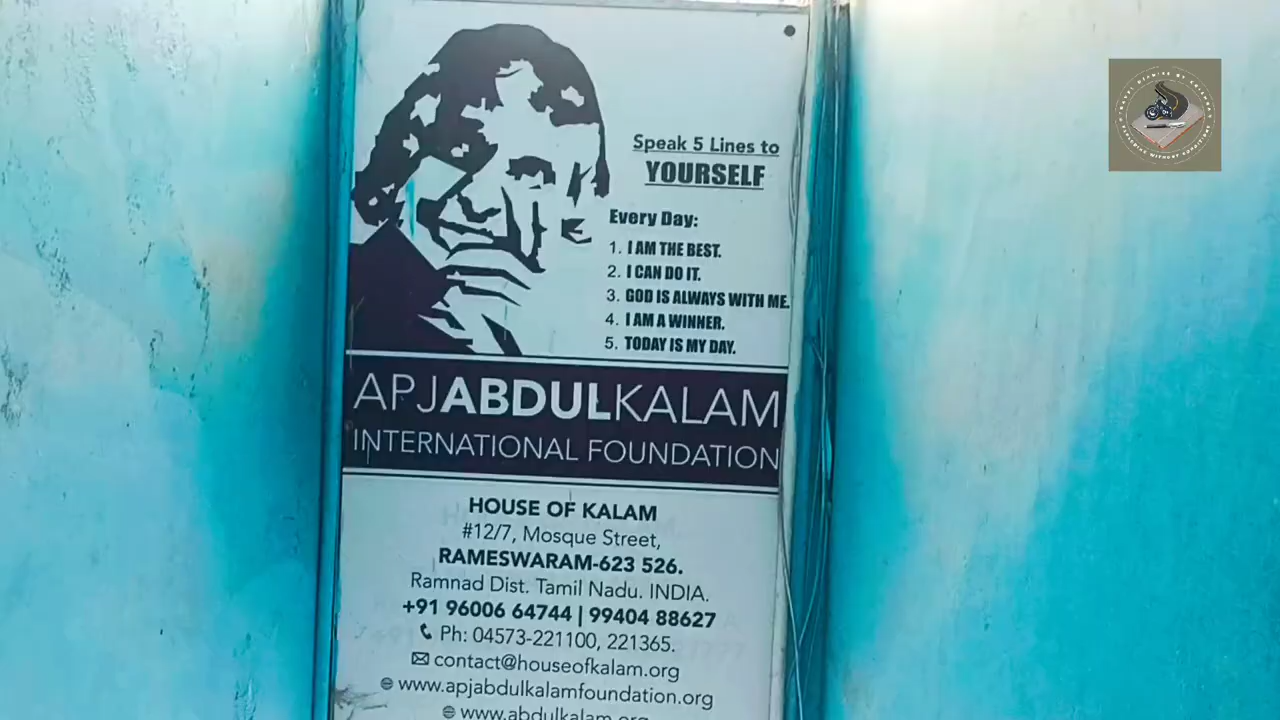 Speak 5 Lines to
YOURSELF
Every Day:
1. I AM THE BEST.
2. I CAN DO IT.
3. GOD IS ALWAYS WITH ME.
4. I AM A WINNER.
5. TODAY IS MY DAY.
APJABDULKALAM
INTERNATIONAL FOUNDATION
HOUSE OF KALAM
#12/7, Mosque Street,
RAMESWARAM-623 526.
Ramnad Dist. Tamil Nadu. INDIA.
+91 96006 64744 | 99404 88627
Ph: 04573-221100, 221365.
contact@houseofkalam.org
www.apjabdulkalamfoundation.org
www.abdulkalam.org